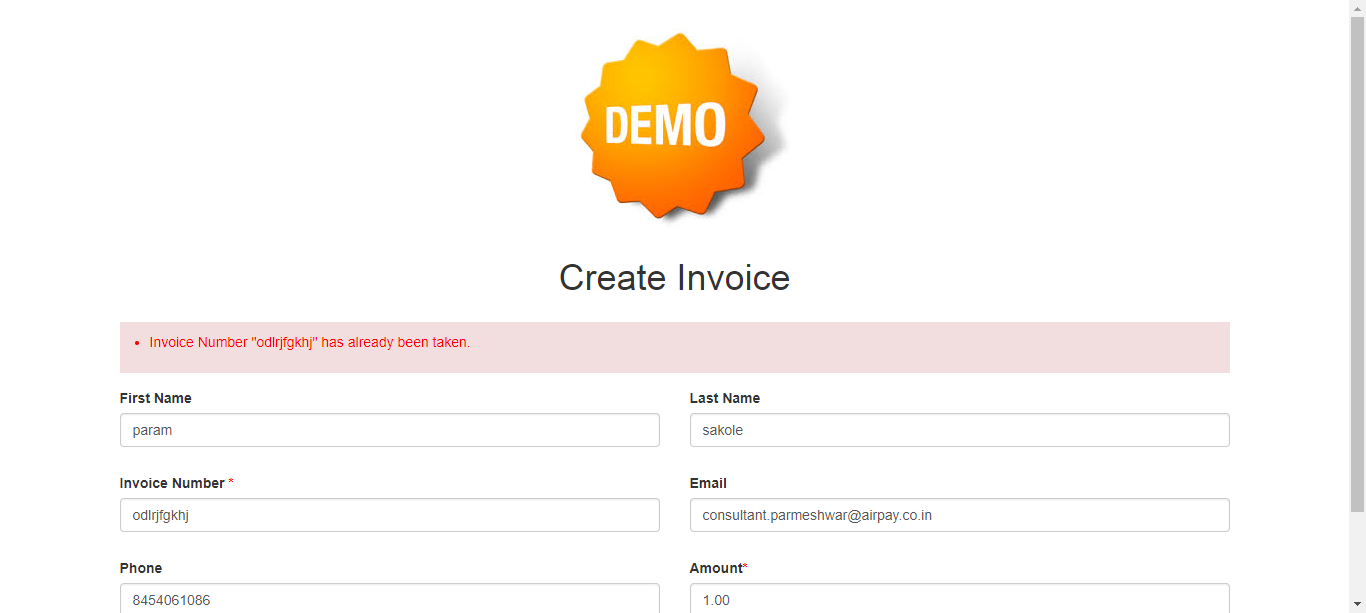 DEMO
Create Invoice
Invoice Number "odlrjfgkhj" has already been taken.
First Name
Last Name
param
sakole
Invoice Number *
Email
odlrjfgkhj
consultant.parmeshwar@airpay.co.in
Phone
Amount*
8454061086
1.00